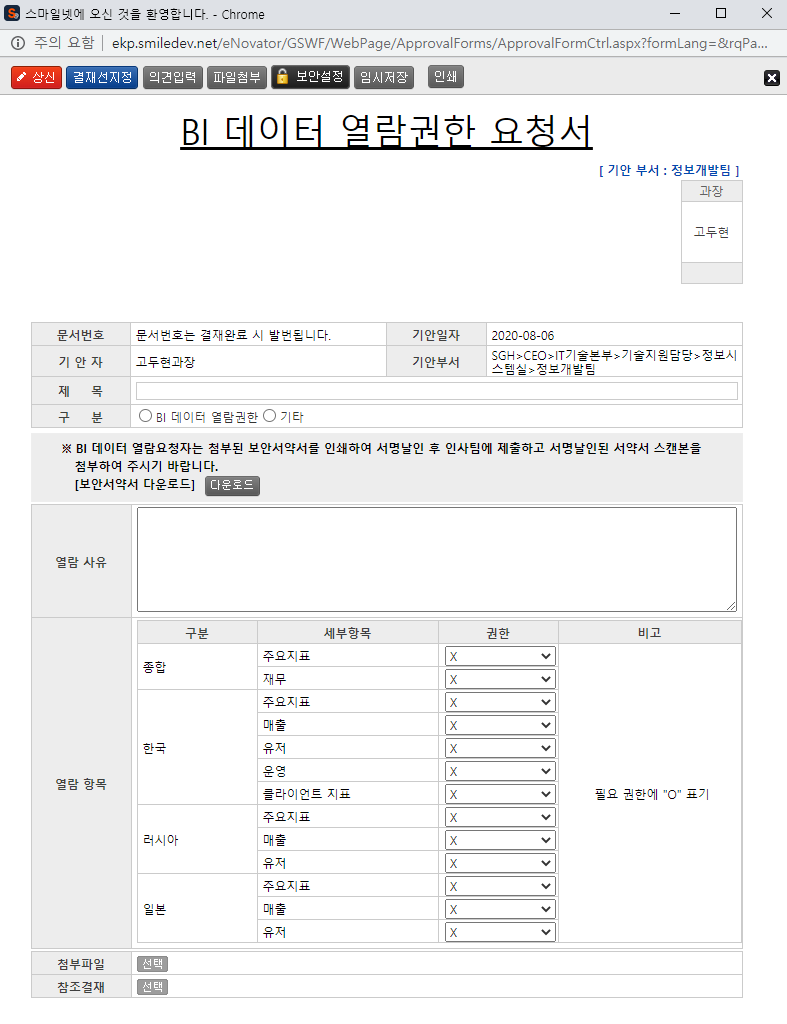 스마일넷에 오신 것을 환영합니다. - Chrome
주의 요함 ekp.smiledev.net/eNovator/GSWF/WebPage/ApprovalForms/ApprovalFormCtrl.aspx?formLang=&rqPa...
상신 결재선지정 의견입력 파일첨부 보안설정 임시저장 인쇄
BI 데이터 열람권한 요청서
[ 기안 부서 : 정보개발팀 ]
과장
고두현
문서번호 문서번호는 결재완료 시 발번됩니다. 기안일자 2020-08-06
기 안 자 고두현과장 기안부서 SGH>CEO>IT기술본부>기술지원담당>정보시
스템실>정보개발팀
제 목
구 분 BI 데이터 열람권한 기타
※ BI 데이터 열람요청자는 첨부된 보안서약서를 인쇄하여 서명날인 후 인사팀에 제출하고 서명날인된 서약서 스캔본을
첨부하여 주시기 바랍니다.
[보안서약서 다운로드] 다운로드
열람 사유
열람 항목
구분 세부항목 권한 비고
종합 주요지표 X
재무 X
한국 주요지표 X
매출 X
유저 X
운영 X
클라이언트 지표 X
필요 권한에 "O" 표기
러시아 주요지표 X
매출 X
유저 X
일본 주요지표 X
매출 X
유저 X
첨부파일 선택
참조결재 선택